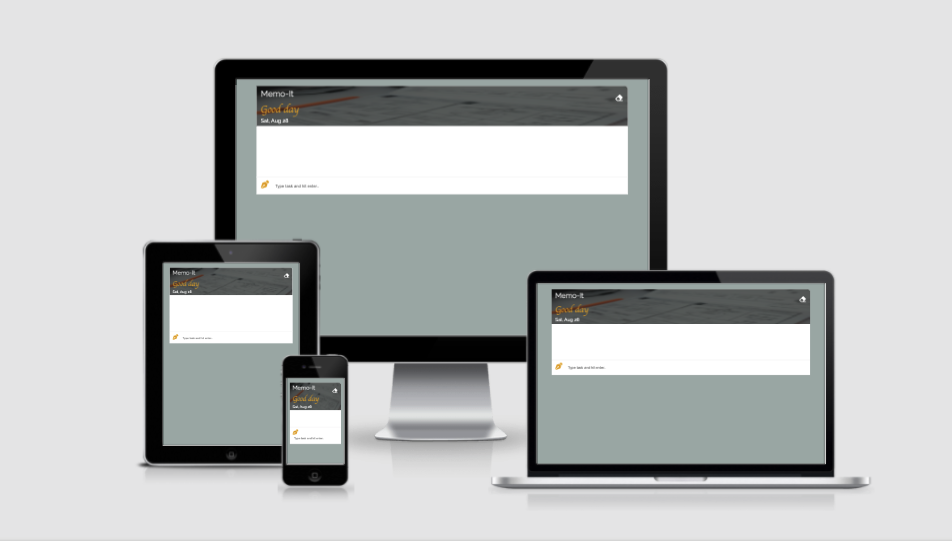 Memo-It
Good day
Sat, Aug 28
Type task and hit enter..
Memo-It
Good day
Sat, Aug 28
Type task and hit enter..
Memo-It
Good day
Sat, Aug 28
Type task and hit enter..
Memo-It
Good day
Sat, Aug 28
Type task and hit enter..